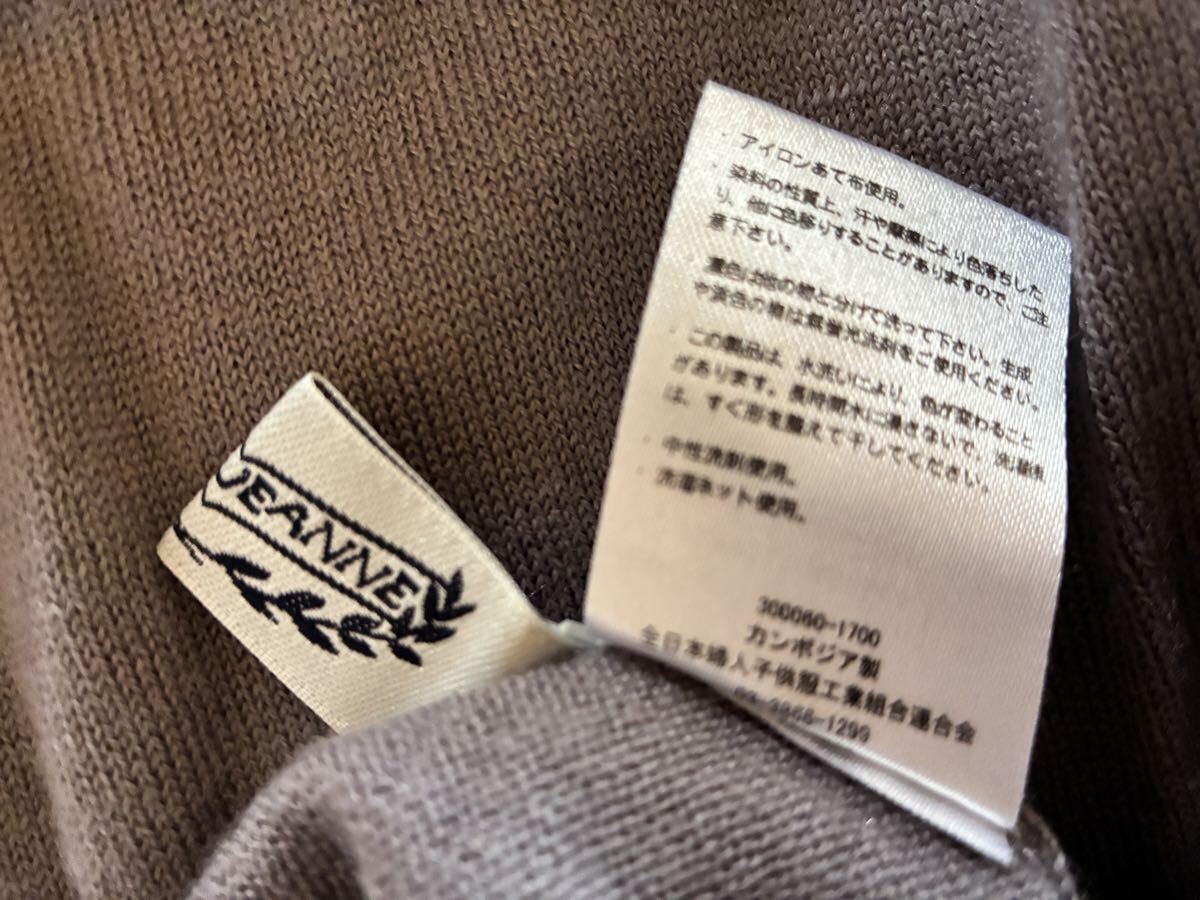 ・アイロンあて布使用。
・染料の性質上、汗や摩擦により色落ちした
り、他に色移りすることがありますので、ご注
意下さい。
濃色は他の物と分けて洗って下さい。生成
や淡色の物は無蛍光洗剤をご使用ください。
・この製品は、水洗いにより、色が変わること
があります。長時間水に浸さないで、洗濯後
は、すぐ形を整えて干してください。
・中性洗剤使用。
・洗濯ネット使用。
300060-1700
カンボジア製
全日本婦人子供服工業組合連合会
-1299
JEANNE